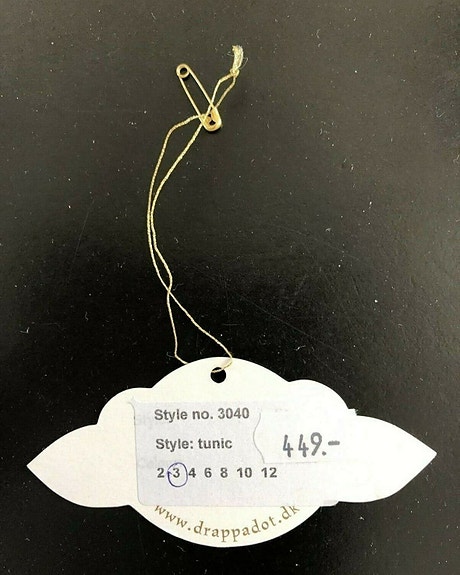 Style no. 3040
Style: tunic
449.-
2 3 4 6 8 10 12
www.drappadot.dk